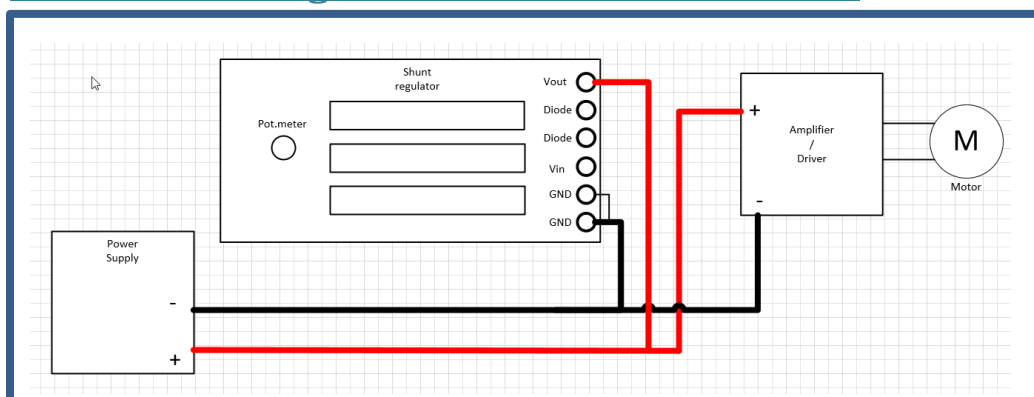 Shunt
regulator
Pot.meter
Vout
Diode
Diode
Vin
GND
GND
+
Amplifier
/
Driver
-
M
Motor
Power
Supply
-
+